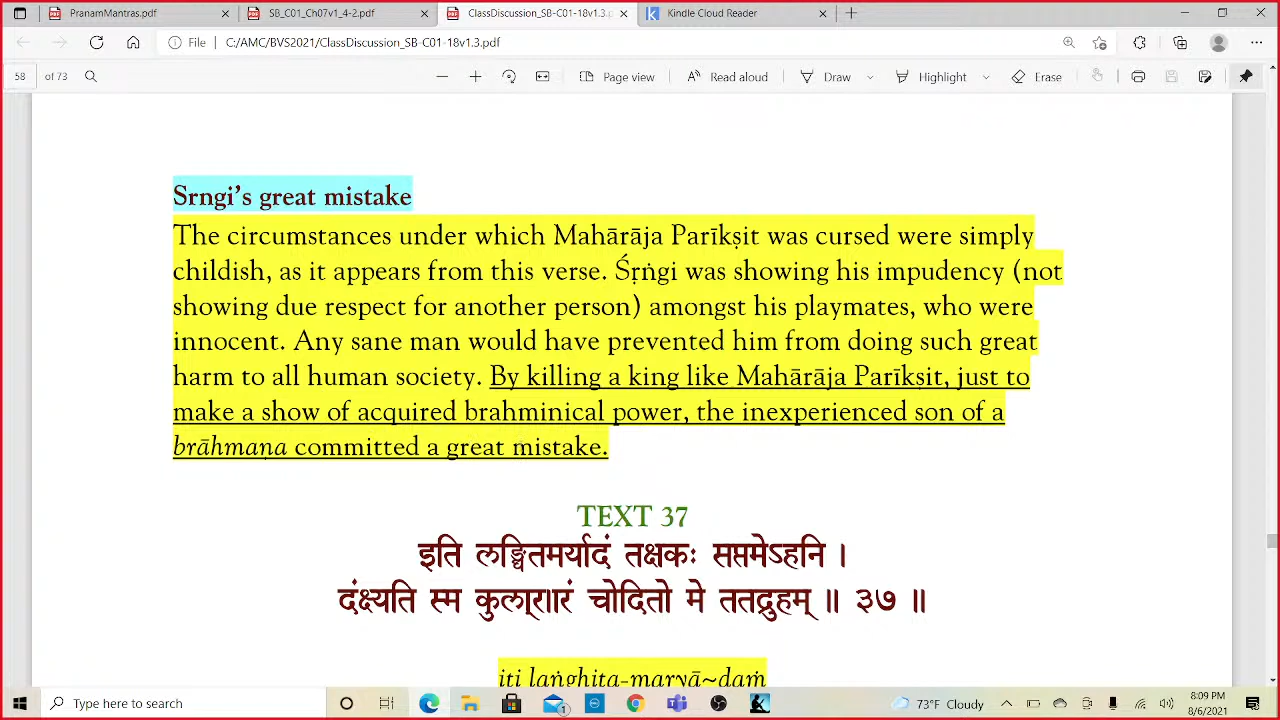 PranamMantras.pdf
SB_C01_Ch07v1_4-2.pdf
ClassDiscussion_SB-C01-18v1.3.p
Kindle Cloud Reader
File C:/AMC/BVS2021/ClassDiscussion_SB-C01-18v1.3.pdf
58 of 73 Page view Read aloud Draw Highlight Erase
Srngi's great mistake
The circumstances under which Mahārāja Parīkṣit was cursed were simply
childish, as it appears from this verse. Śṛṅgi was showing his impudency (not
showing due respect for another person) amongst his playmates, who were
innocent. Any sane man would have prevented him from doing such great
harm to all human society. By killing a king like Mahārāja Parīkṣit, just to
make a show of acquired brahminical power, the inexperienced son of a
brāhmaṇa committed a great mistake.
TEXT 37
इति लङ्घितमर्यादं तक्षकः सप्तमेऽहनि ।
दंक्ष्यति स्म चोदितो मे ततद्रुहम् ॥ ३७ ॥
iti laṅghita-maryā~daṁ
Type here to search
1
73°F Cloudy
8:09 PM
8/6/2021